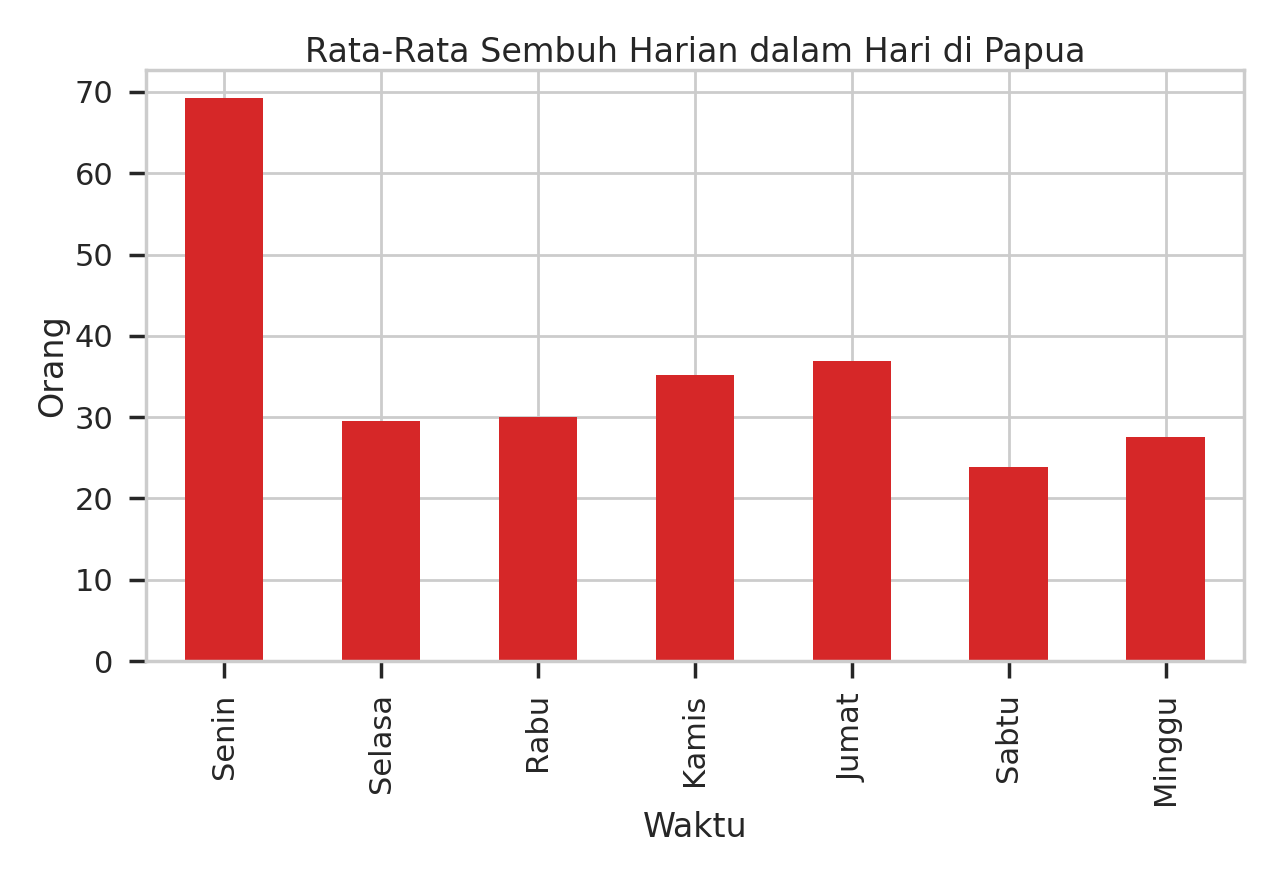 Rata-Rata Sembuh Harian dalam Hari di Papua
70
60
50
40
30
20
10
0
Orang
Senin
Selasa
Rabu
Kamis
Jumat
Sabtu
Minggu
Waktu